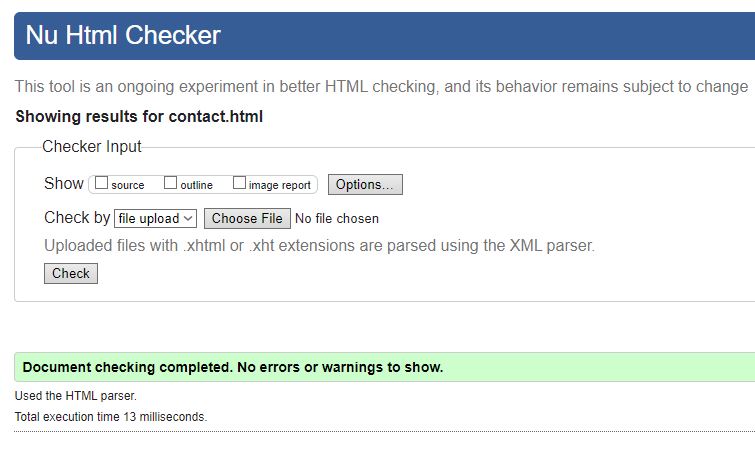 Nu Html Checker
This tool is an ongoing experiment in better HTML checking, and its behavior remains subject to change
Showing results for contact.html
Checker Input
Show source outline image report Options...
Check by file upload Choose File No file chosen
Uploaded files with .xhtml or .xht extensions are parsed using the XML parser.
Check
Document checking completed. No errors or warnings to show.
Used the HTML parser.
Total execution time 13 milliseconds.